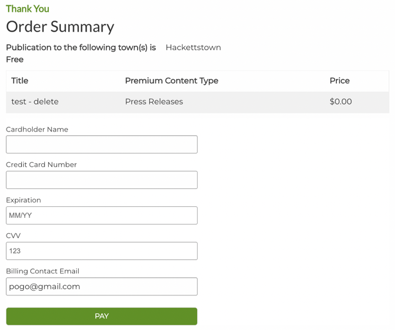 Thank You
Order Summary
Publication to the following town(s) is Hackettstown
Free
Title Premium Content Type Price
test - delete Press Releases $0.00
Cardholder Name
Credit Card Number
Expiration
MM/YY
CVV
123
Billing Contact Email
pogo@gmail.com
PAY